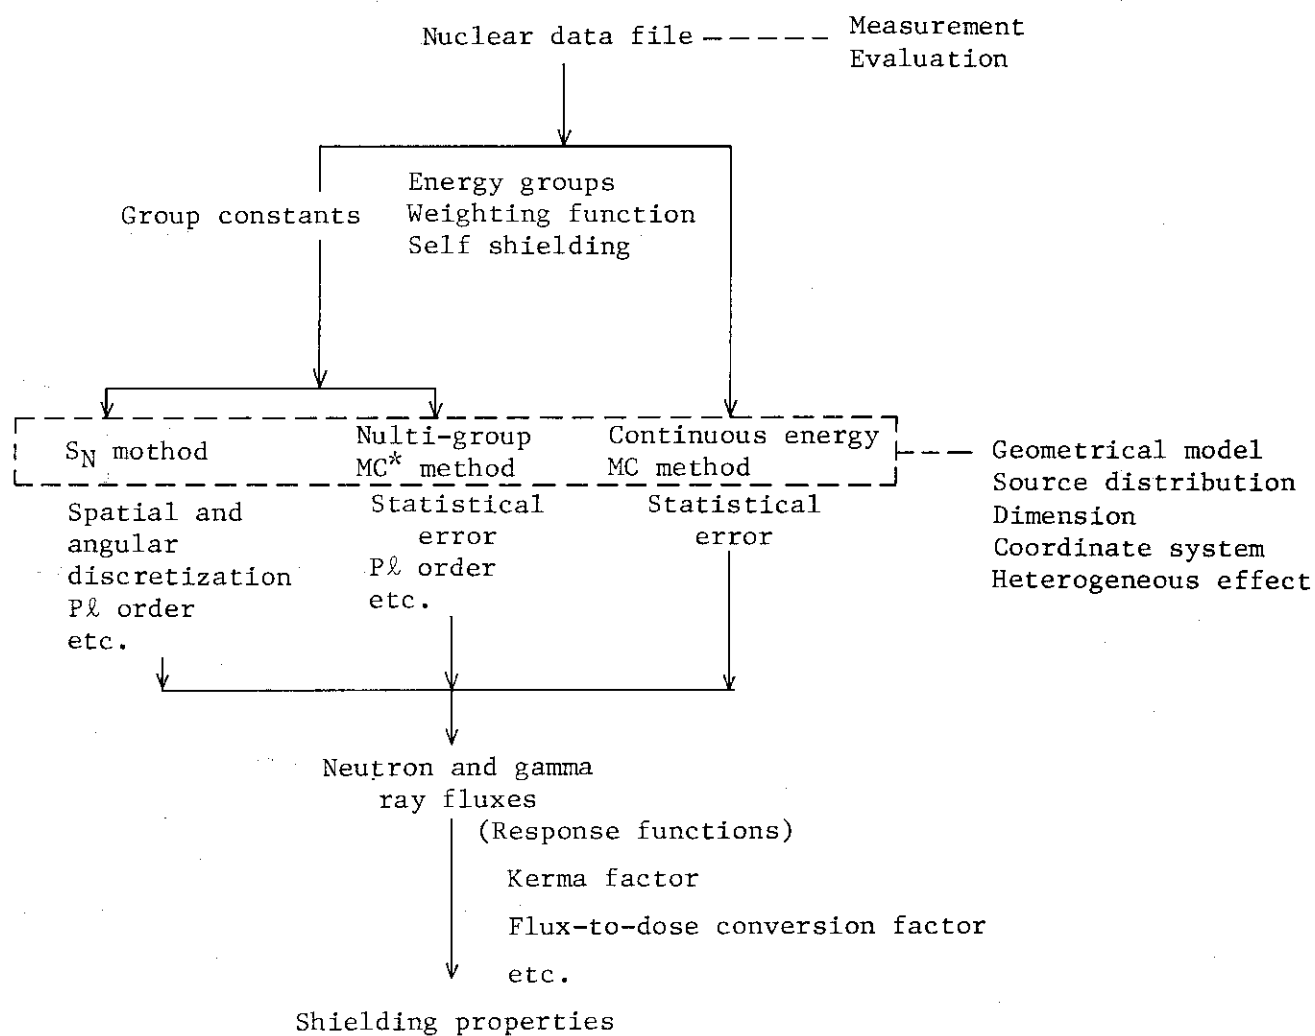 Nuclear data file
Measurement
Evaluation
Group constants
Energy groups
Weighting function
Self shielding
SN mothod
Nulti-group
MC* method
Continuous energy
MC method
Geometrical model
Source distribution
Dimension
Coordinate system
Heterogeneous effect
Spatial and
angular
discretization
Pℓ order
etc.
Statistical
error
Pℓ order
etc.
Statistical
error
Neutron and gamma
ray fluxes
(Response functions)
Kerma factor
Flux-to-dose conversion factor
etc.
Shielding properties